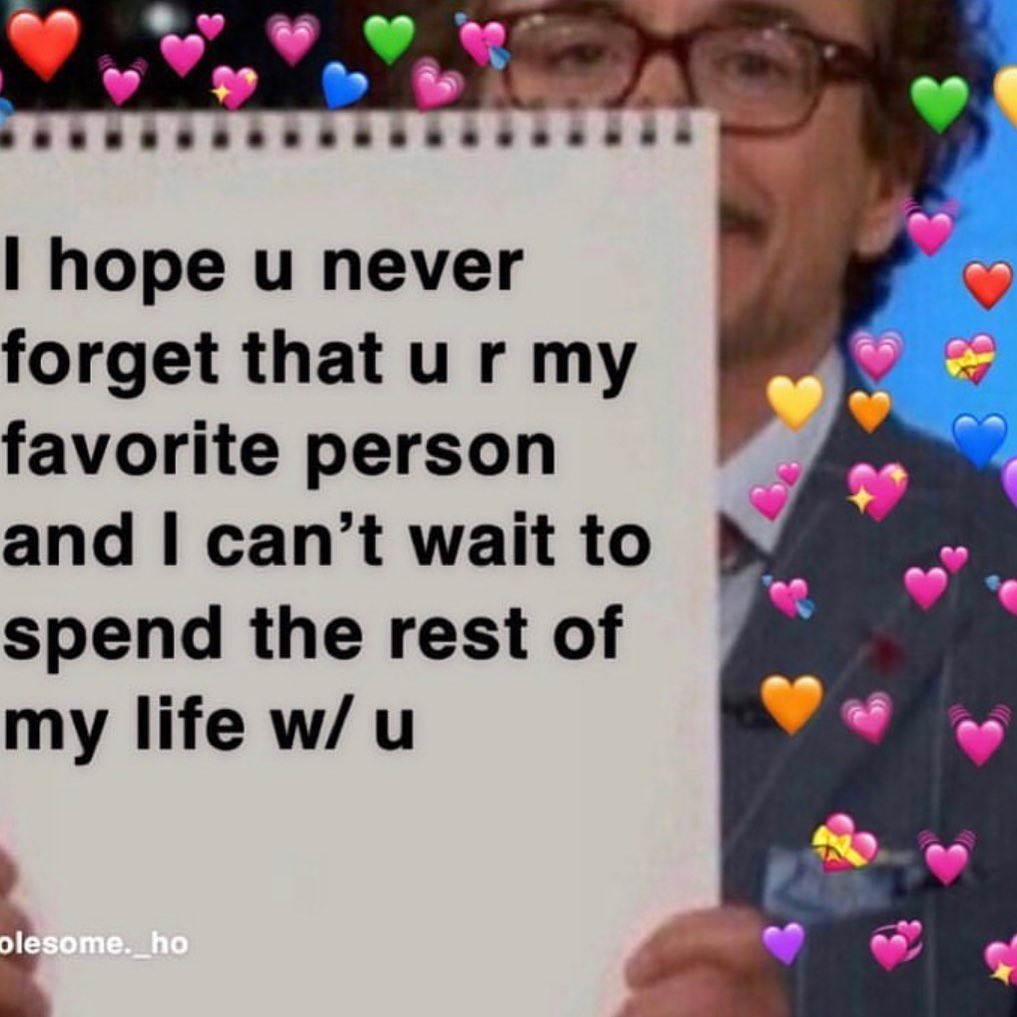 I hope u never
forget that u r my
favorite person
and I can’t wait to
spend the rest of
my life w/ u
olesome._ho